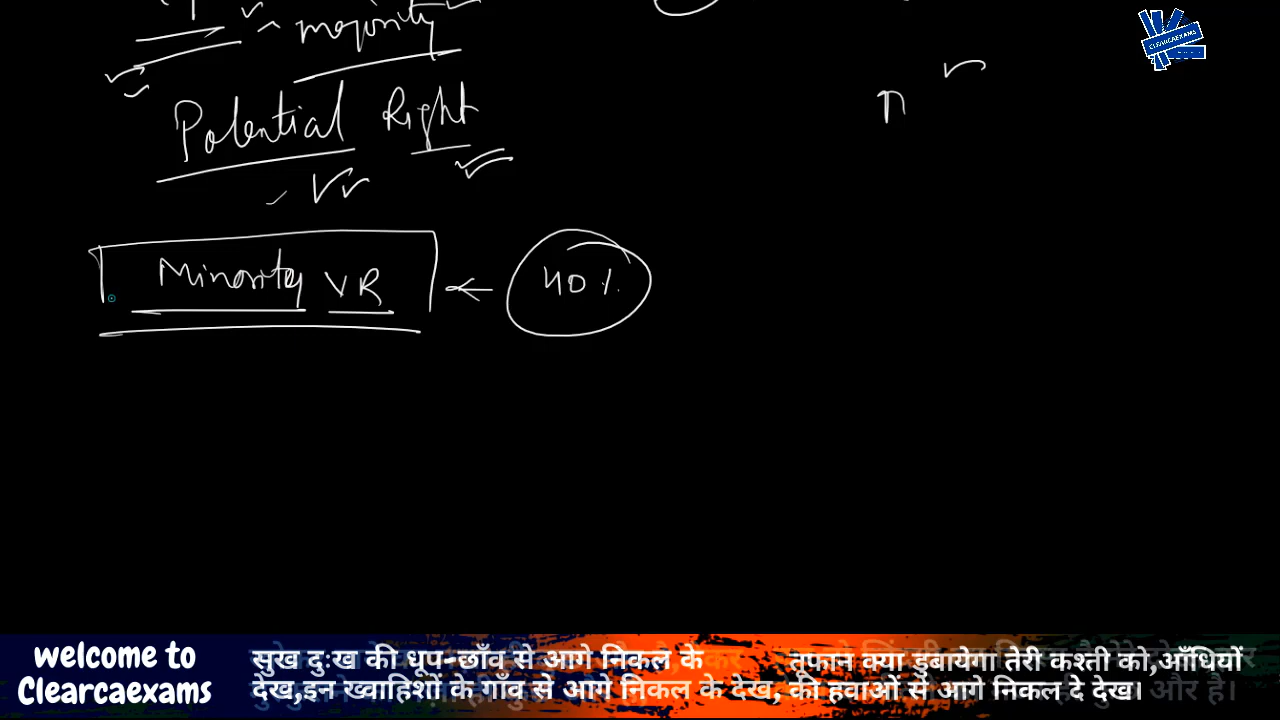 majority
CLEARCAEXAMS
n
Potential Right
Minority VR ← 40%
welcome to
Clearcaexams
सुख दुःख की धूप-छाँव से आगे निकल के
देख,इन ख्वाहिशों के गाँव से आगे निकल के देख,
तूफान क्या डुबायेगा तेरी कश्ती को,आँधियों
की हवाओं से आगे निकल दे देख।
और है।